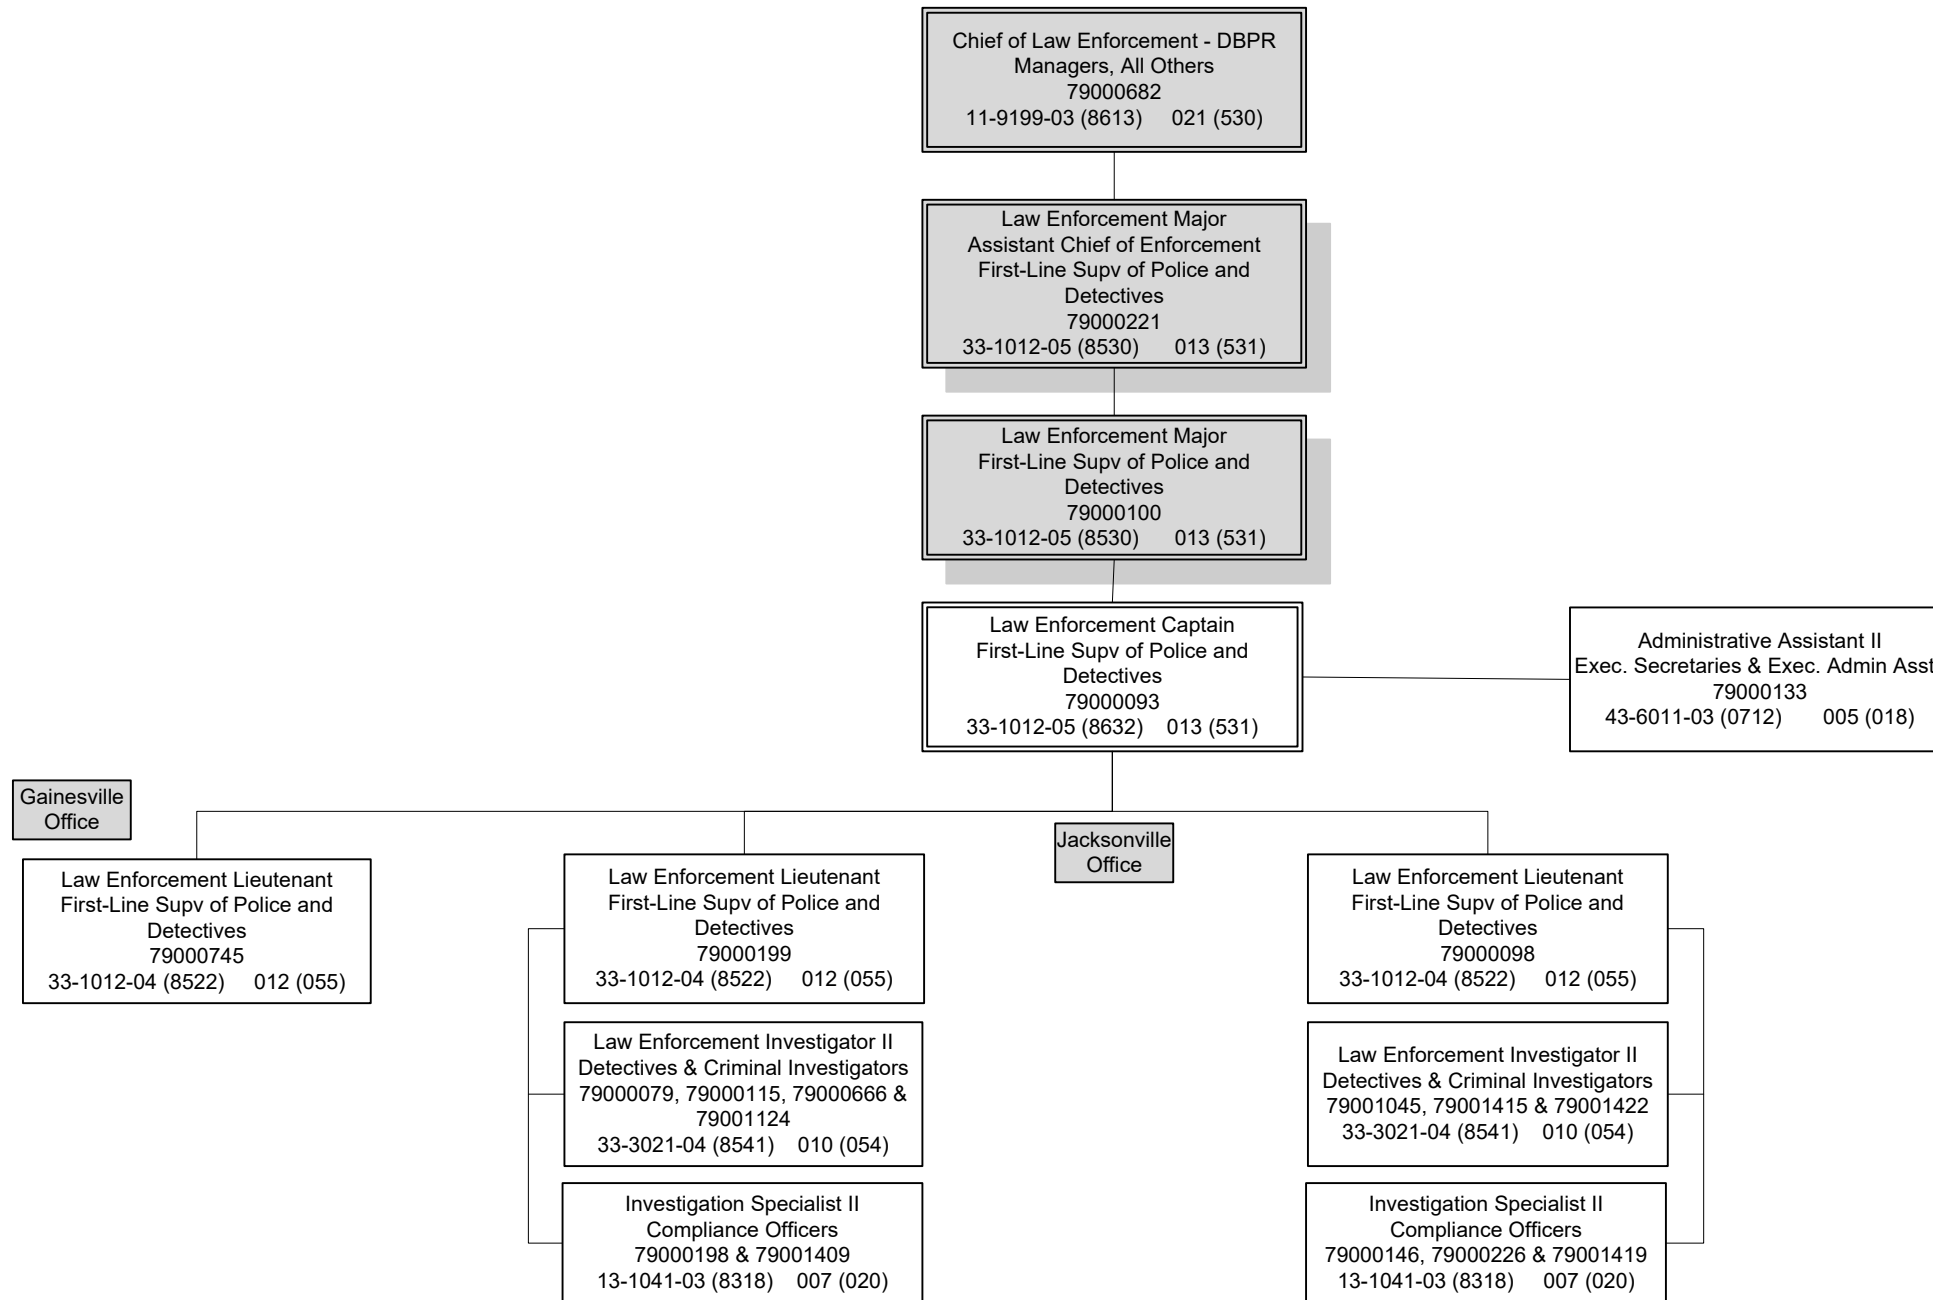 Chief of Law Enforcement - DBPR
Managers, All Others
79000682
11-9199-03 (8613) 021 (530)
Law Enforcement Major
Assistant Chief of Enforcement
First-Line Supv of Police and
Detectives
79000221
33-1012-05 (8530) 013 (531)
Law Enforcement Major
First-Line Supv of Police and
Detectives
79000100
33-1012-05 (8530) 013 (531)
Law Enforcement Captain
First-Line Supv of Police and
Detectives
79000093
33-1012-05 (8632) 013 (531)
Administrative Assistant II
Exec. Secretaries & Exec. Admin Asst
79000133
43-6011-03 (0712) 005 (018)
Gainesville
Office
Jacksonville
Office
Law Enforcement Lieutenant
First-Line Supv of Police and
Detectives
79000745
33-1012-04 (8522) 012 (055)
Law Enforcement Lieutenant
First-Line Supv of Police and
Detectives
79000199
33-1012-04 (8522) 012 (055)
Law Enforcement Investigator II
Detectives & Criminal Investigators
79000079, 79000115, 79000666 &
79001124
33-3021-04 (8541) 010 (054)
Investigation Specialist II
Compliance Officers
79000198 & 79001409
13-1041-03 (8318) 007 (020)
Law Enforcement Lieutenant
First-Line Supv of Police and
Detectives
79000098
33-1012-04 (8522) 012 (055)
Law Enforcement Investigator II
Detectives & Criminal Investigators
79001045, 79001415 & 79001422
33-3021-04 (8541) 010 (054)
Investigation Specialist II
Compliance Officers
79000146, 79000226 & 79001419
13-1041-03 (8318) 007 (020)